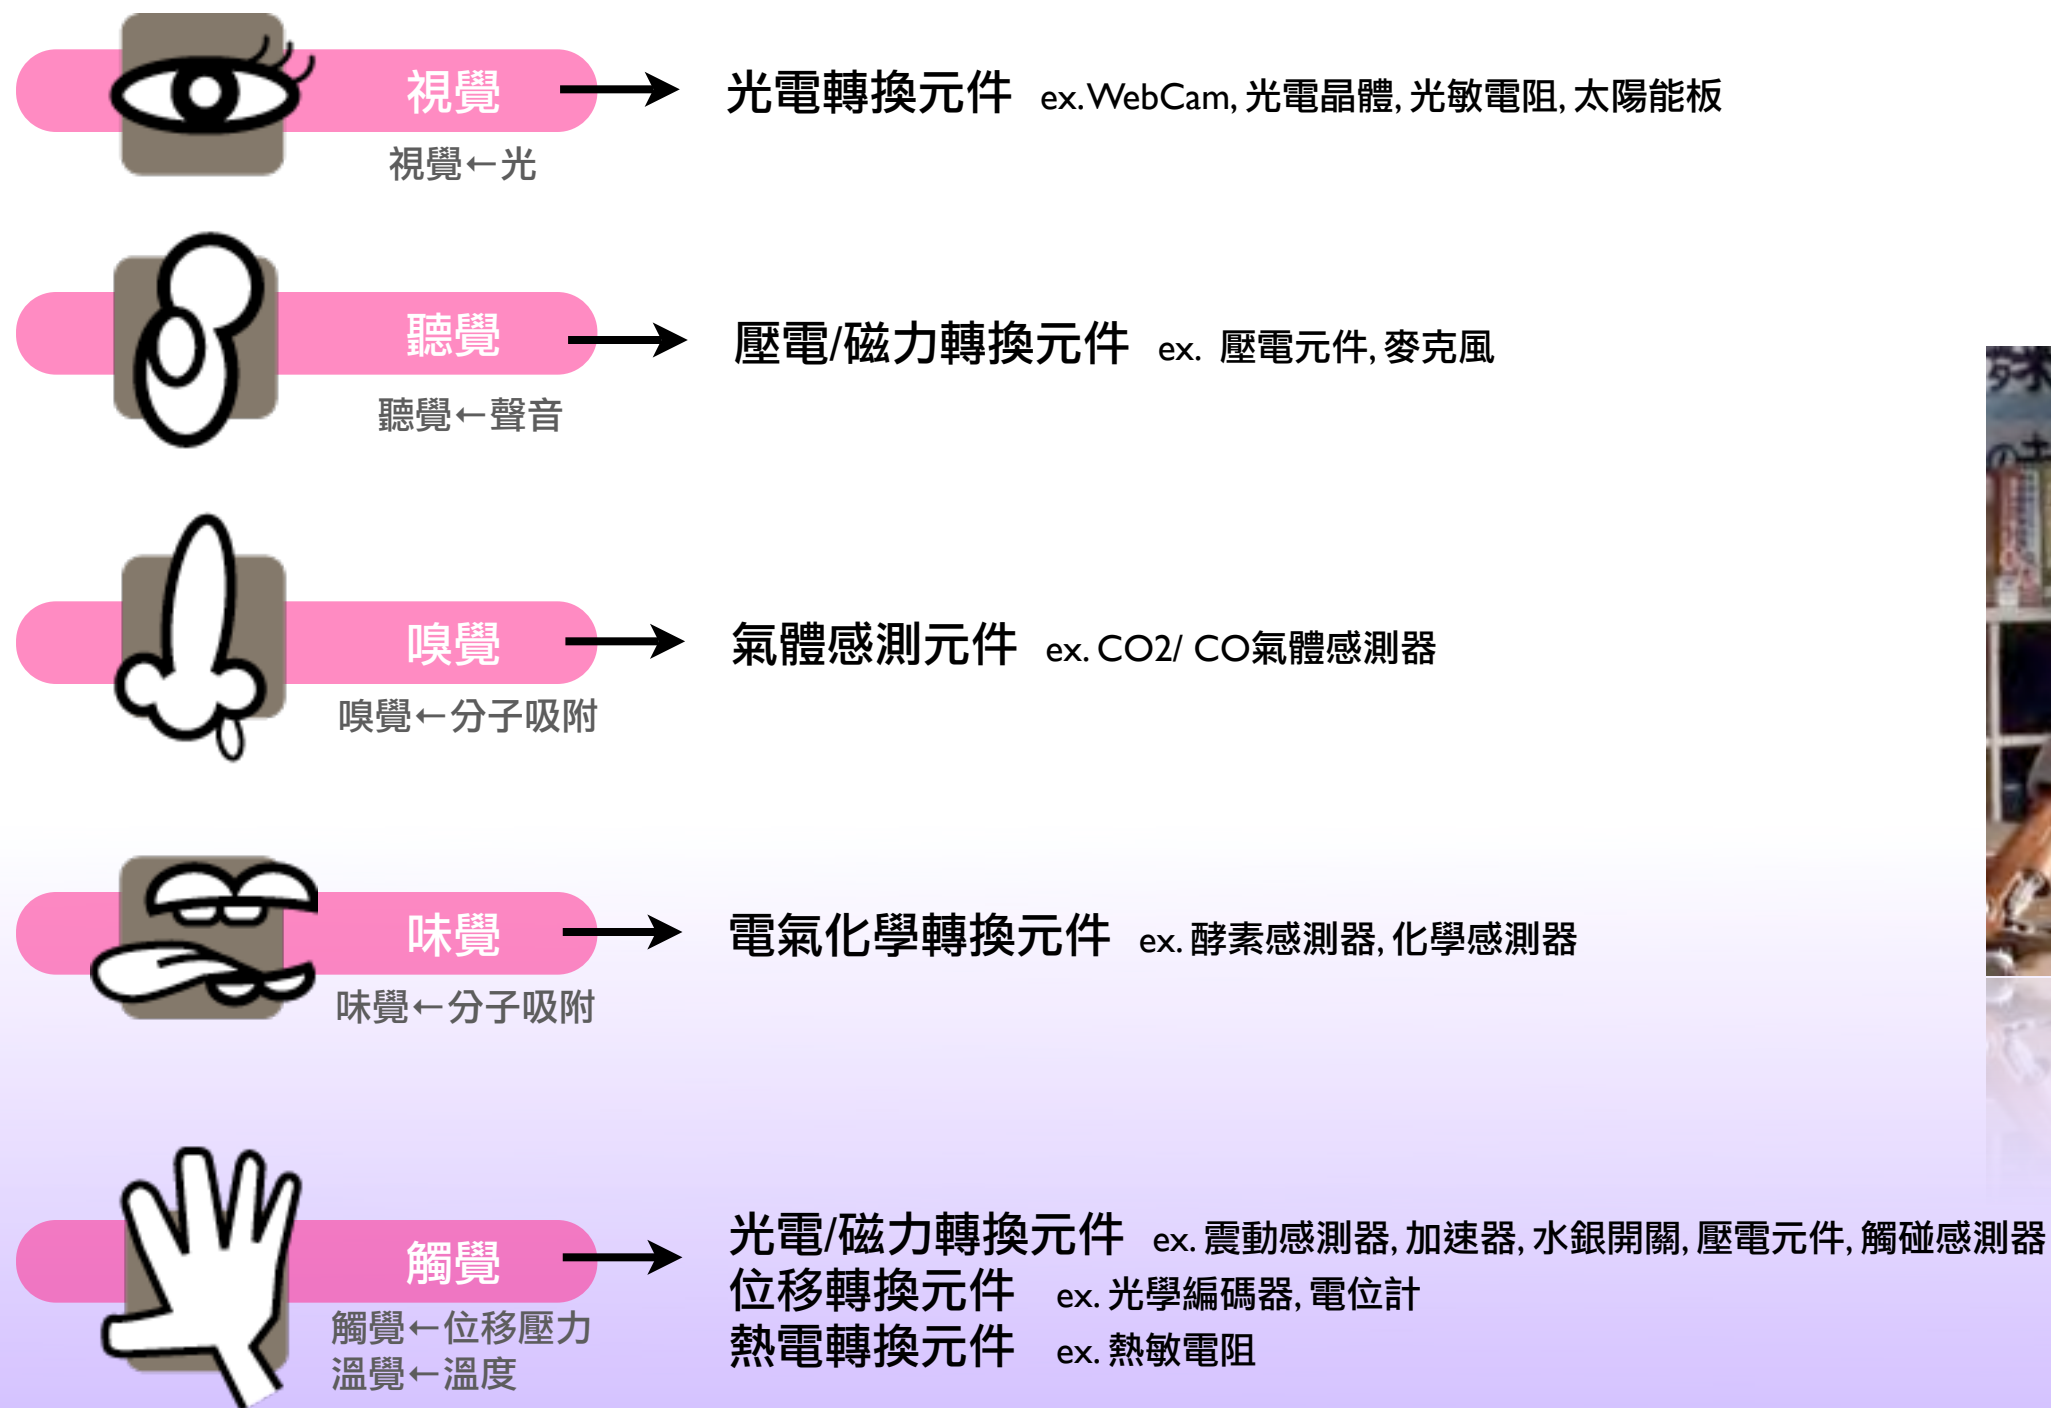 視覺 → 光電轉換元件 ex. WebCam, 光電晶體, 光敏電阻, 太陽能板
視覺←光
聽覺 → 壓電/磁力轉換元件 ex. 壓電元件, 麥克風
聽覺←聲音
嗅覺 → 氣體感測元件 ex. CO2/ CO氣體感測器
嗅覺←分子吸附
味覺 → 電氣化學轉換元件 ex. 酵素感測器, 化學感測器
味覺←分子吸附
觸覺 → 光電/磁力轉換元件 ex. 震動感測器, 加速器, 水銀開關, 壓電元件, 觸碰感測器
位移轉換元件 ex. 光學編碼器, 電位計
觸覺←位移壓力
熱電轉換元件 ex. 熱敏電阻
溫覺←溫度